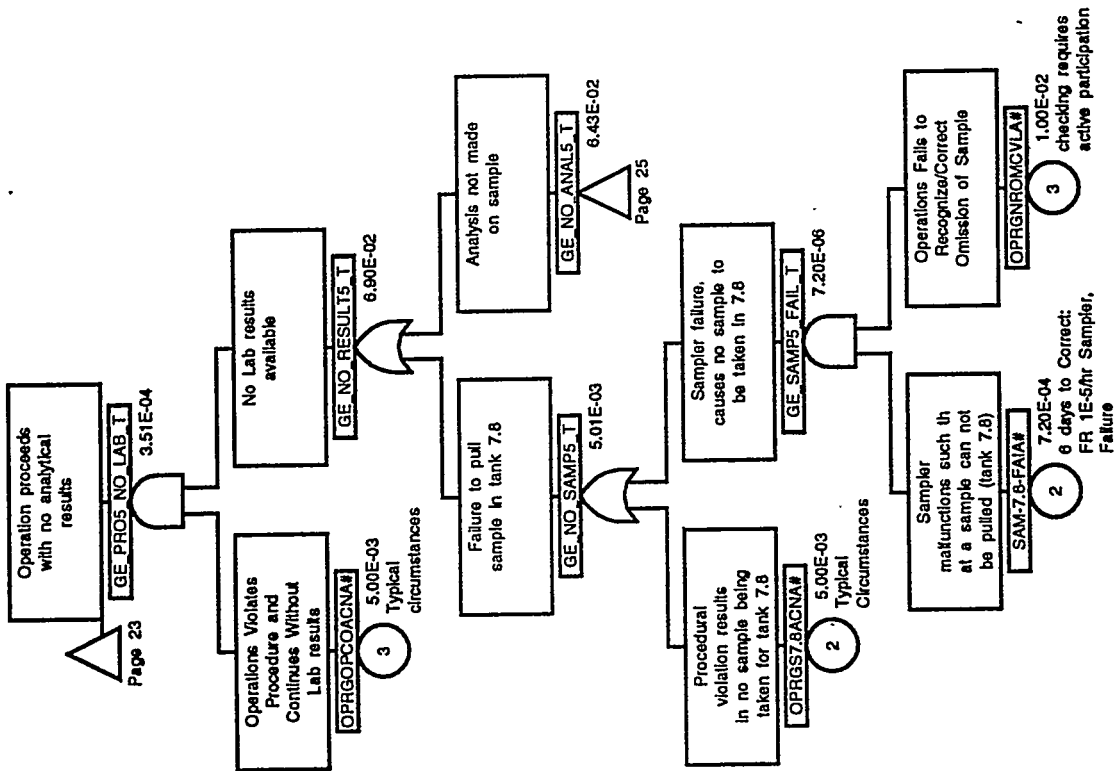 Operation proceeds
with no analytical
results
GE_PRO5_NO_LAB_T
3.51E-04
Page 23
Operations Violates
Procedure and
Continues Without
Lab results
OPRGOPCOACNA#
5.00E-03
Typical
circumstances
3
No Lab results
available
GE_NO_RESULT5_T
6.90E-02
Failure to pull
sample in tank 7.8
GE_NO_SAMP5_T
5.01E-03
Analysis not made
on sample
GE_NO_ANAL5_T
6.43E-02
Page 25
Procedural
violation results
in no sample being
taken for tank 7.8
OPRGS7.8ACNA#
5.00E-03
Typical
Circumstances
2
Sampler failure,
causes no sample to
be taken in 7.8
GE_SAMP5_FAIL_T
7.20E-06
Sampler
malfunctions such th
at a sample can not
be pulled (tank 7.8)
SAM-7.8-FAIA#
7.20E-04
6 days to Correct:
FR 1E-5/hr Sampler,
Failure
2
Operations Fails to
Recognize/Correct
Omission of Sample
OPRGNROMCVLA#
1.00E-02
checking requires
active participation
3